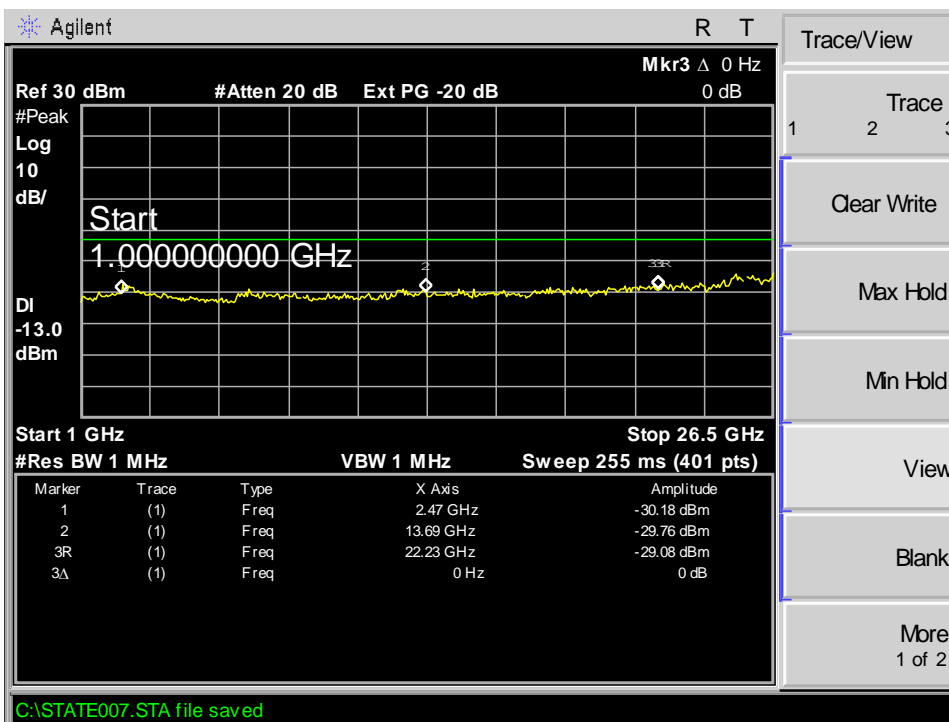 Agilent R T
Mkr3 Δ 0 Hz
Ref 30 dBm #Atten 20 dB Ext PG -20 dB 0 dB
#Peak
Log
10
dB/
Start
1.000000000 GHz
1 2 33R
DI
-13.0
dBm
Start 1 GHz Stop 26.5 GHz
#Res BW 1 MHz VBW 1 MHz Sweep 255 ms (401 pts)
Marker Trace Type X Axis Amplitude
1 (1) Freq 2.47 GHz -30.18 dBm
2 (1) Freq 13.69 GHz -29.76 dBm
3R (1) Freq 22.23 GHz -29.08 dBm
3Δ (1) Freq 0 Hz 0 dB
C:\STATE007.STA file saved
Trace/View
Trace
1 2
Clear Write
Max Hold
Min Hold
View
Blank
More
1 of 2